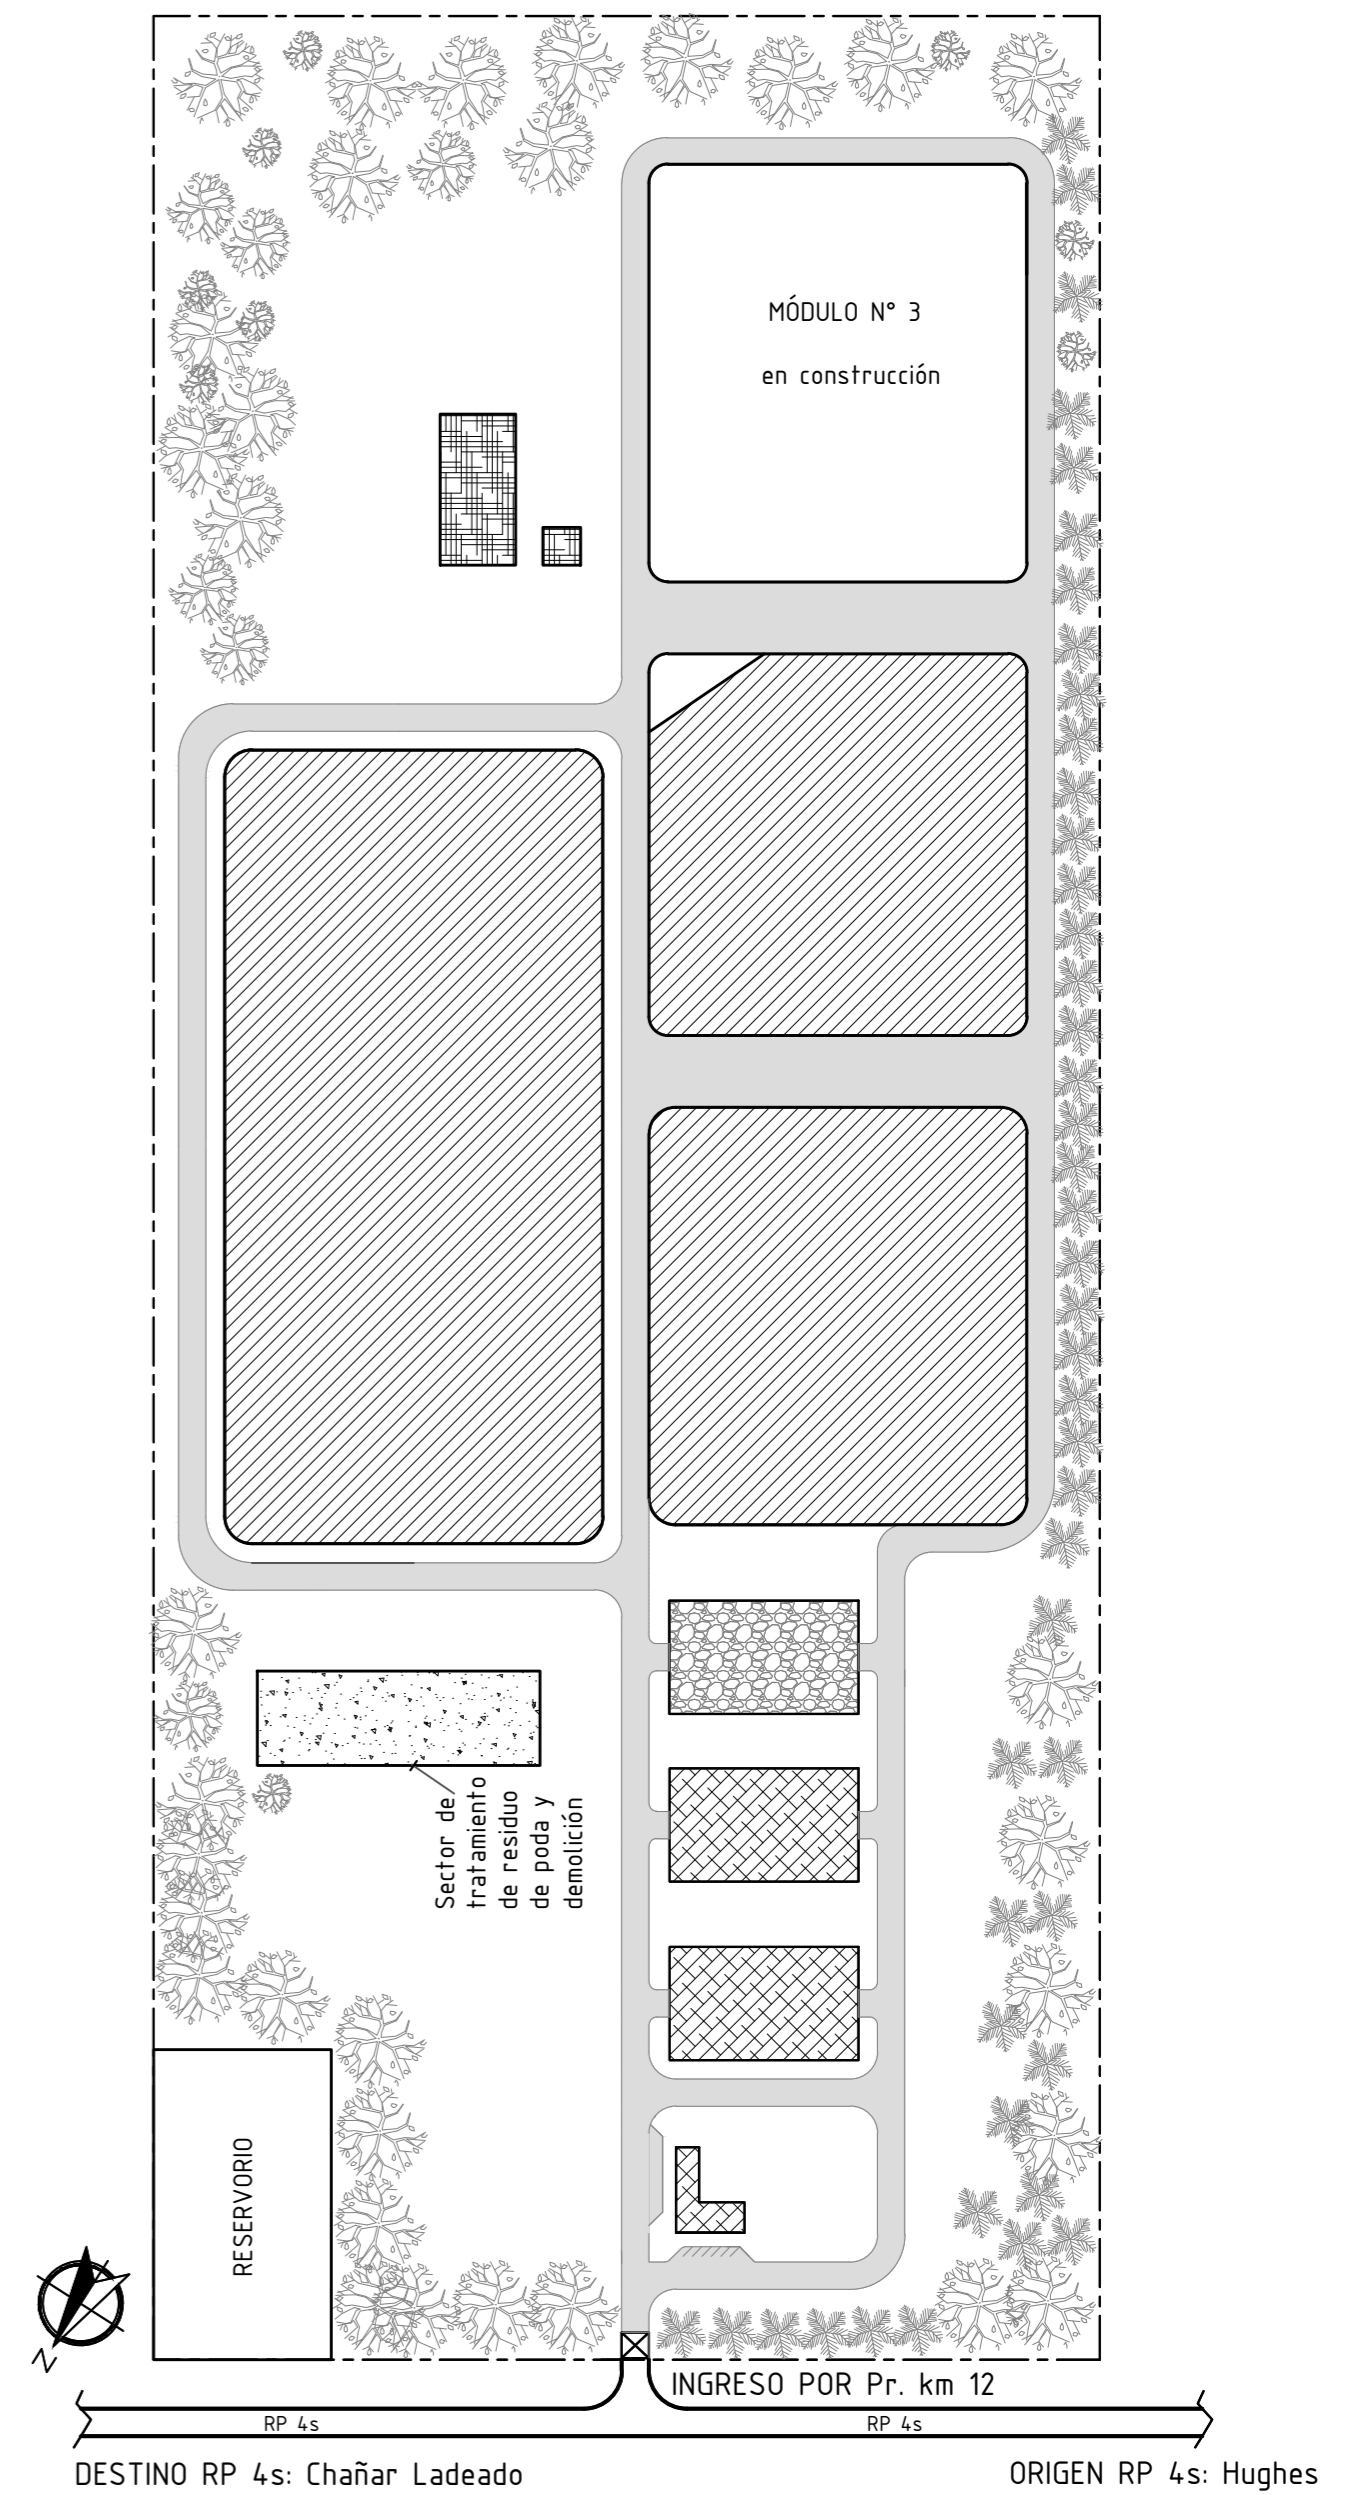 MÓDULO N° 3
en construcción
Sector de
tratamiento
de residuo
de poda y
demolición
RESERVORIO
N
INGRESO POR Pr. km 12
RP 4s
RP 4s
DESTINO RP 4s: Chañar Ladeado
ORIGEN RP 4s: Hughes